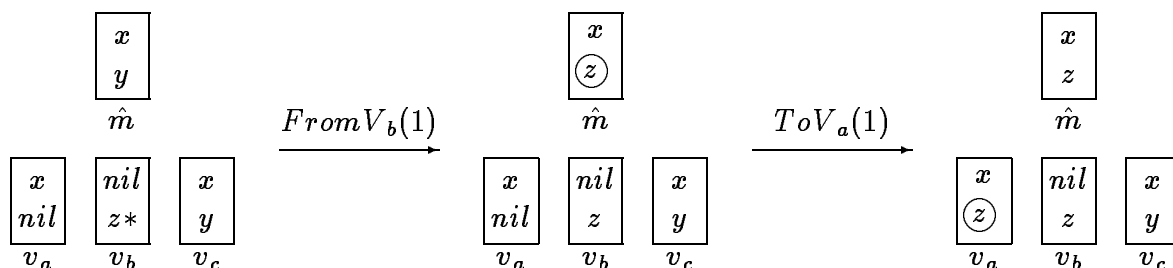 x x x
y z z
m̂ m̂ m̂
FromV_b(1) ToV_a(1)
x nil x x nil x x nil x
nil z* y nil z y z z y
v_a v_b v_c v_a v_b v_c v_a v_b v_c